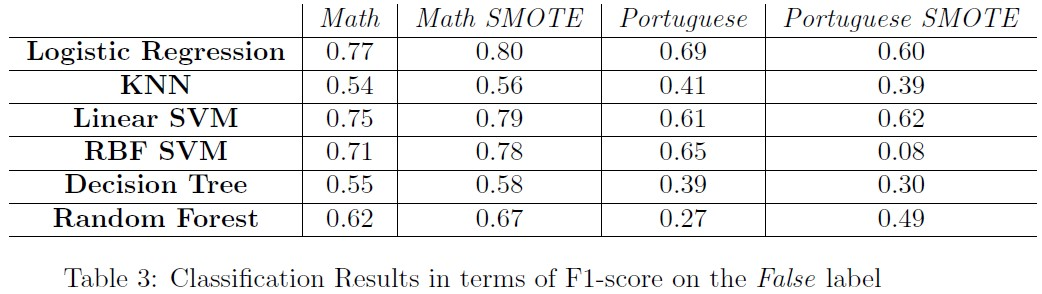 Math Math SMOTE Portuguese Portuguese SMOTE
Logistic Regression 0.77 0.80 0.69 0.60
KNN 0.54 0.56 0.41 0.39
Linear SVM 0.75 0.79 0.61 0.62
RBF SVM 0.71 0.78 0.65 0.08
Decision Tree 0.55 0.58 0.39 0.30
Random Forest 0.62 0.67 0.27 0.49
Table 3: Classification Results in terms of F1-score on the False label